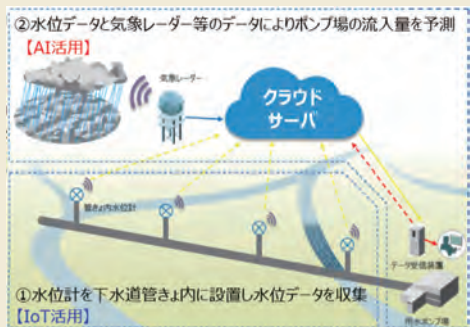 ②水位データと気象レーダー等のデータによりポンプ場の流入量を予測
【AI活用】
気象レーダー
クラウド
サーバ
管きょ内水位計
データ受信装置
雨水ポンプ場
①水位計を下水道管きょ内に設置し水位データを収集
【IoT活用】